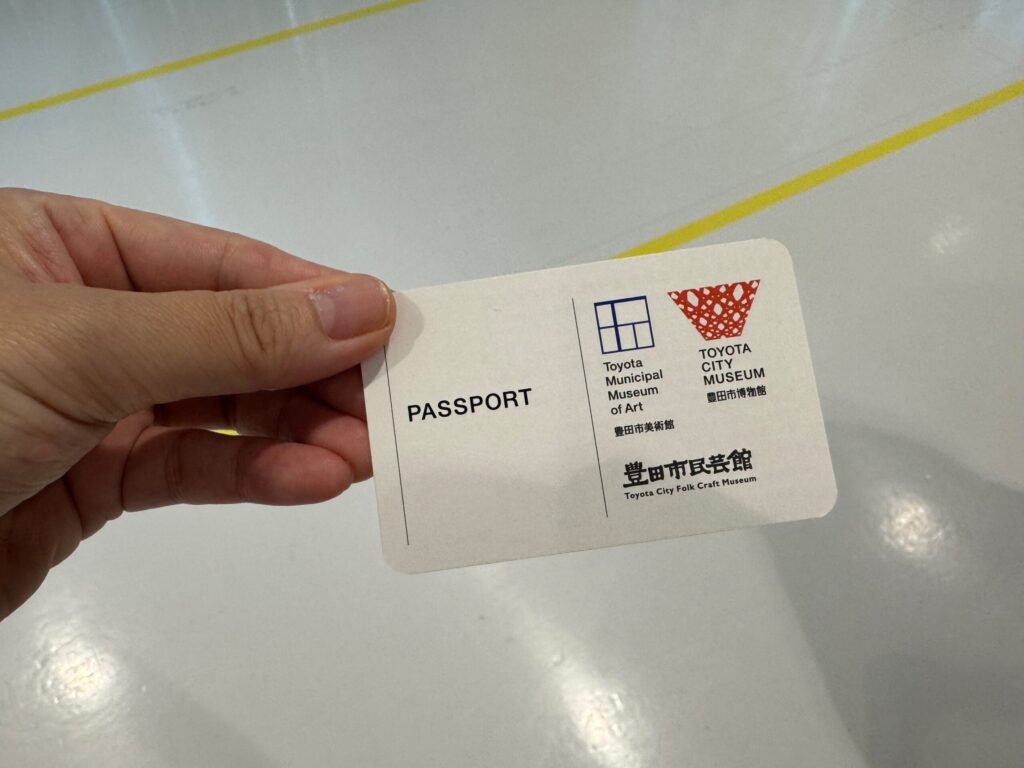 PASSPORT
Toyota
Municipal
Museum
of Art
豊田市美術館
TOYOTA
CITY
MUSEUM
豊田市博物館
豊田市民芸館
Toyota City Folk Craft Museum